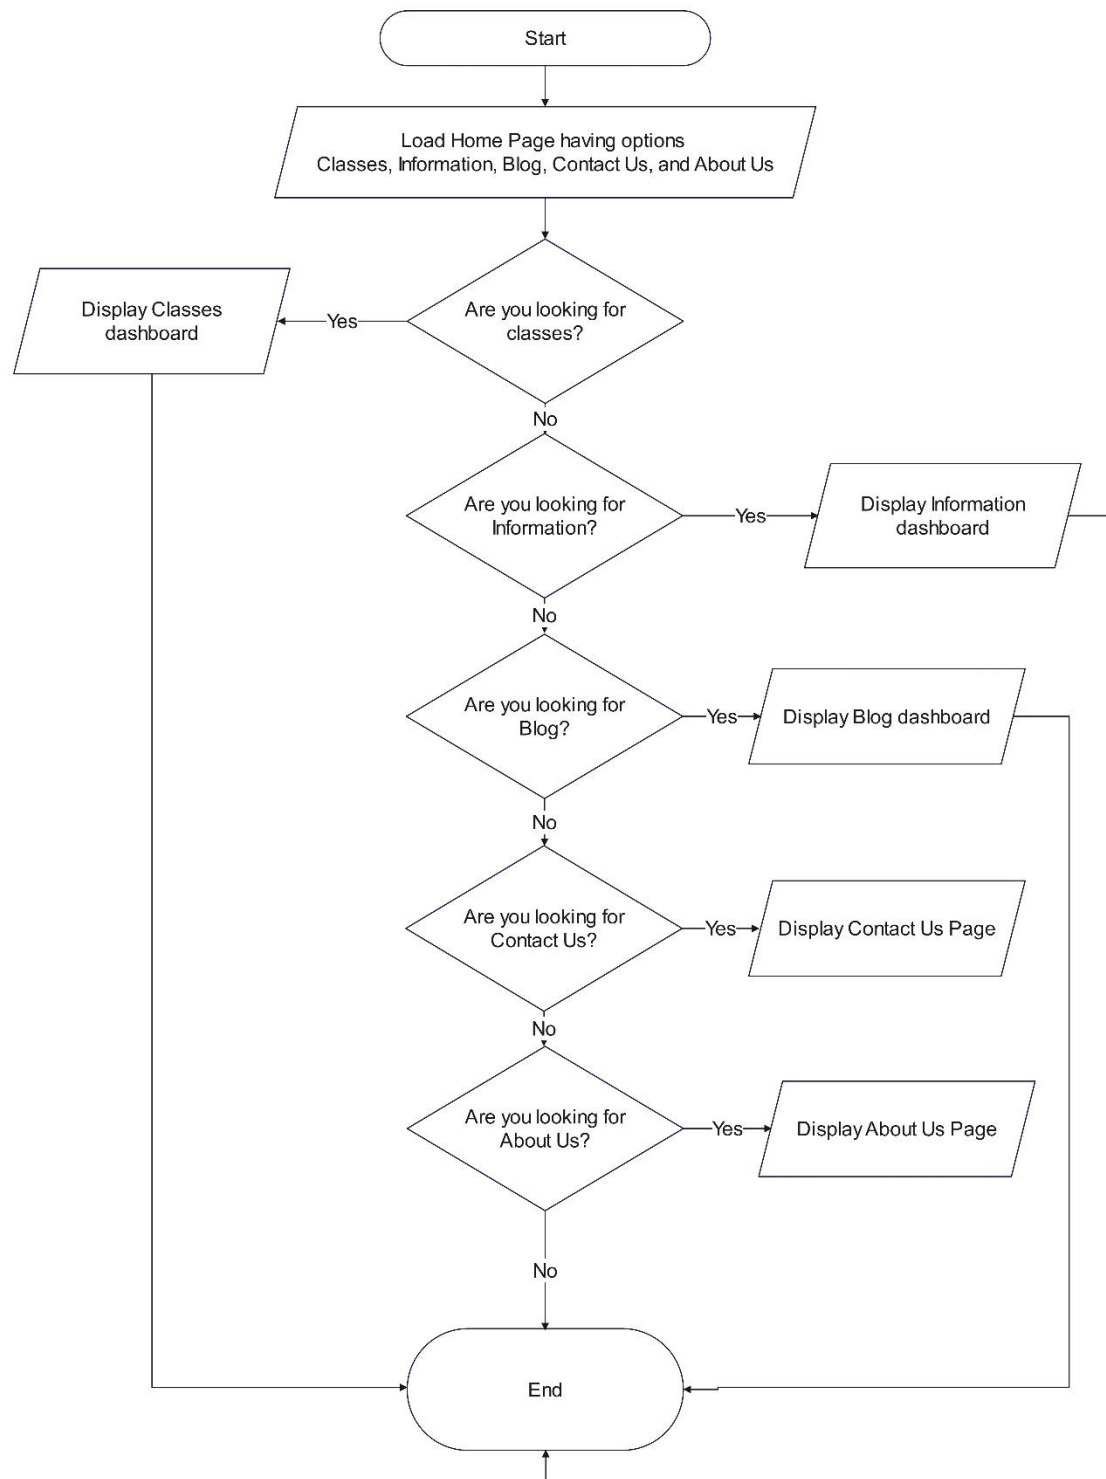 Start
Load Home Page having options
Classes, Information, Blog, Contact Us, and About Us
Are you looking for
classes?
Yes
Display Classes
dashboard
No
Are you looking for
Information?
Yes
Display Information
dashboard
No
Are you looking for
Blog?
Yes
Display Blog dashboard
No
Are you looking for
Contact Us?
Yes
Display Contact Us Page
No
Are you looking for
About Us?
Yes
Display About Us Page
No
End